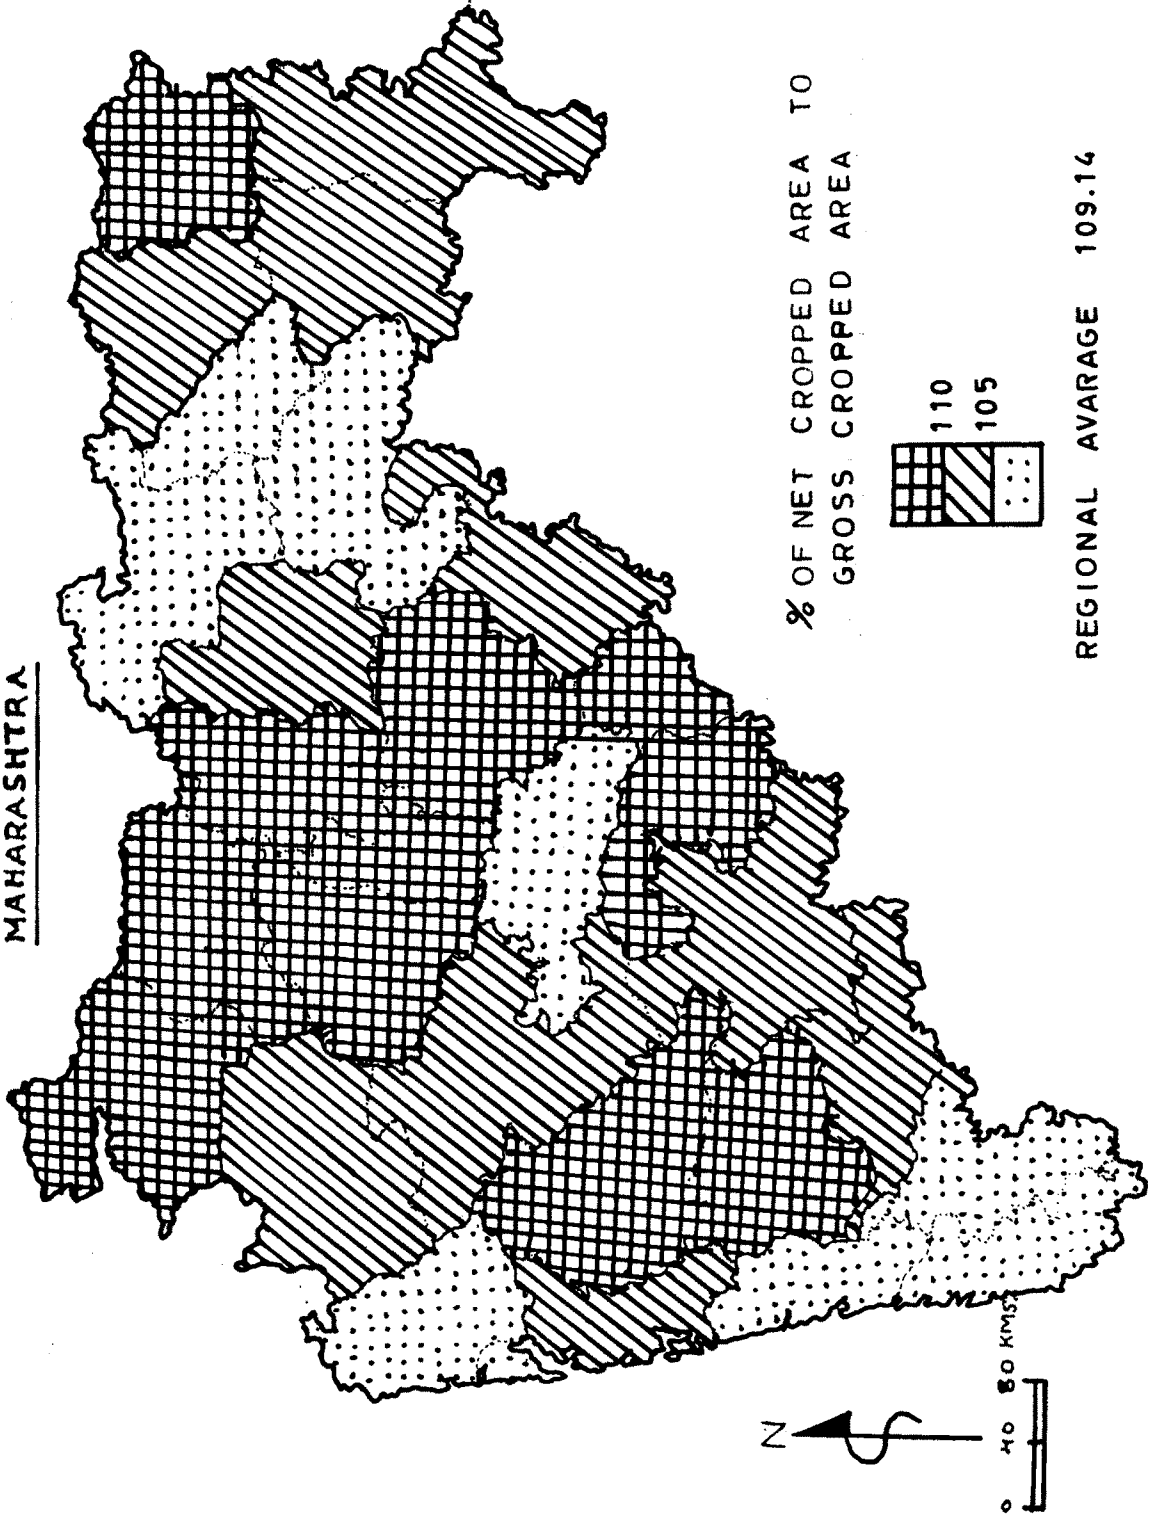 MAHARASHTRA
% OF NET CROPPED AREA TO
GROSS CROPPED AREA
110
105
REGIONAL AVARAGE 109.14
N
0 40 80 KMS.